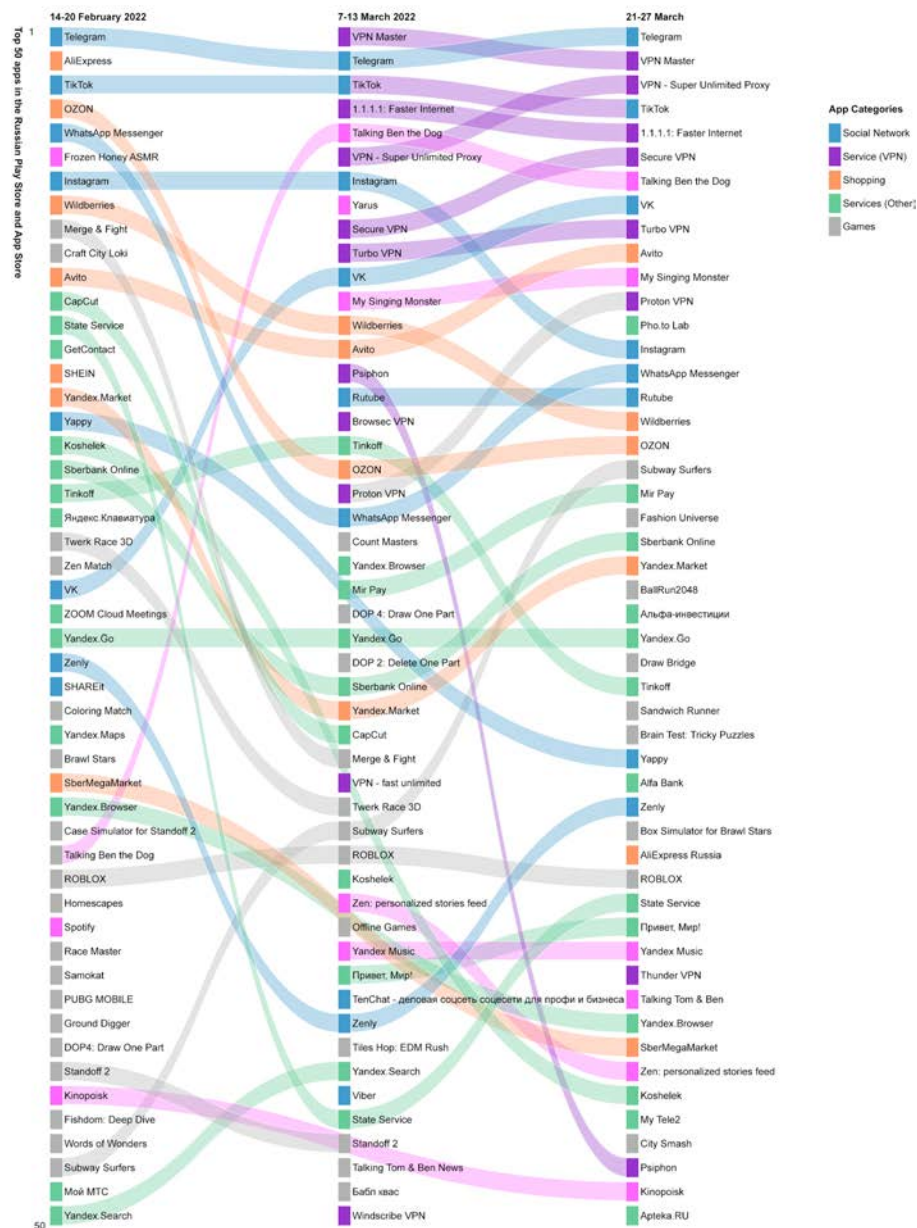 14-20 February 2022
7-13 March 2022
21-27 March
Top 50 apps in the Russian Play Store and App Store
1
50
Telegram
AliExpress
TikTok
OZON
WhatsApp Messenger
Frozen Honey ASMR
Instagram
Wildberries
Merge & Fight
Craft City Loki
Avito
CapCut
State Service
GetContact
SHEIN
Yandex.Market
Yappy
Koshelek
Sberbank Online
Tinkoff
Яндекс.Клавиатура
Twerk Race 3D
Zen Match
VK
ZOOM Cloud Meetings
Yandex.Go
Zenly
SHAREit
Coloring Match
Yandex.Maps
Brawl Stars
SberMegaMarket
Yandex.Browser
Case Simulator for Standoff 2
Talking Ben the Dog
ROBLOX
Homescapes
Spotify
Race Master
Samokat
PUBG MOBILE
Ground Digger
DOP4: Draw One Part
Standoff 2
Kinopoisk
Fishdom: Deep Dive
Words of Wonders
Subway Surfers
Мой МТС
Yandex.Search
VPN Master
Telegram
TikTok
1.1.1.1: Faster Internet
Talking Ben the Dog
VPN - Super Unlimited Proxy
Instagram
Yarus
Secure VPN
Turbo VPN
VK
My Singing Monster
Wildberries
Avito
Psiphon
Rutube
Browsec VPN
Tinkoff
OZON
Proton VPN
WhatsApp Messenger
Count Masters
Yandex.Browser
Mir Pay
DOP 4: Draw One Part
Yandex.Go
DOP 2: Delete One Part
Sberbank Online
Yandex.Market
CapCut
Merge & Fight
VPN - fast unlimited
Twerk Race 3D
Subway Surfers
ROBLOX
Koshelek
Zen: personalized stories feed
Offline Games
Yandex Music
Привет, Мир!
TenChat - деловая соцсеть соцсети для профи и бизнеса
Zenly
Tiles Hop: EDM Rush
Yandex.Search
Viber
State Service
Standoff 2
Talking Tom & Ben News
Бабл квас
Windscribe VPN
Telegram
VPN Master
VPN - Super Unlimited Proxy
TikTok
1.1.1.1: Faster Internet
Secure VPN
Talking Ben the Dog
VK
Turbo VPN
Avito
My Singing Monster
Proton VPN
Pho.to Lab
Instagram
WhatsApp Messenger
Rutube
Wildberries
OZON
Subway Surfers
Mir Pay
Fashion Universe
Sberbank Online
Yandex.Market
BallRun2048
Альфа-инвестиции
Yandex.Go
Draw Bridge
Tinkoff
Sandwich Runner
Brain Test: Tricky Puzzles
Yappy
Alfa Bank
Zenly
Box Simulator for Brawl Stars
AliExpress Russia
ROBLOX
State Service
Привет, Мир!
Yandex Music
Thunder VPN
Talking Tom & Ben
Yandex.Browser
SberMegaMarket
Zen: personalized stories feed
Koshelek
My Tele2
City Smash
Psiphon
Kinopoisk
Apteka.RU
App Categories
Social Network
Service (VPN)
Shopping
Services (Other)
Games